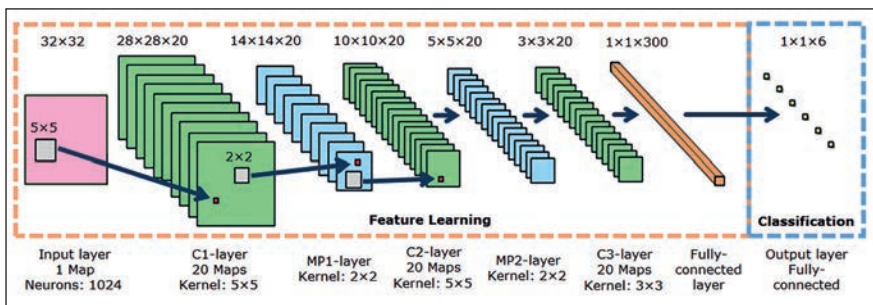 32×32 28×28×20 14×14×20 10×10×20 5×5×20 3×3×20 1×1×300 1×1×6
5×5
2×2
Feature Learning
Classification
Input layer
1 Map
Neurons: 1024
C1-layer
20 Maps
Kernel: 5×5
MP1-layer
Kernel: 2×2
C2-layer
20 Maps
Kernel: 5×5
MP2-layer
Kernel: 2×2
C3-layer
20 Maps
Kernel: 3×3
Fully-
connected
layer
Output layer
Fully-
connected